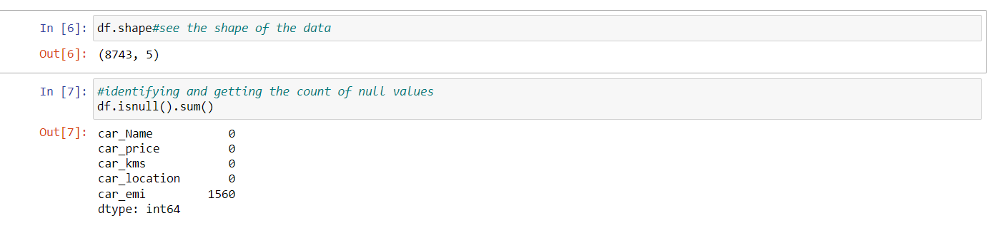 In [6]: df.shape#see the shape of the data
Out[6]: (8743, 5)
In [7]: #identifying and getting the count of null values
df.isnull().sum()
Out[7]: car_Name 0
car_price 0
car_kms 0
car_location 0
car_emi 1560
dtype: int64